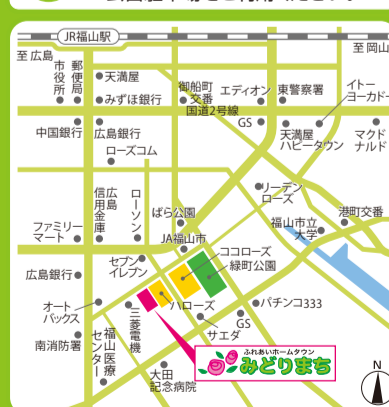 JR福山駅
至 広島
至 岡山
市役所
郵便局
天満屋
みずほ銀行
御船町
交番
国道2号線
エディオン
GS
東警察署
イトー
ヨーカドー
中国銀行
広島銀行
ローズコム
天満屋
ハピータウン
マクド
ナルド
リーデン
ローズ
広島
信用金庫
ローソン
ばら公園
福山市立
大学
港町交番
ファミリー
マート
JA福山市
セブン
イレブン
ココローズ
緑町公園
広島銀行
オート
バックス
三菱電機
ハローズ
パチンコ333
GS
サエダ
南消防署
福山医療
センター
大田
記念病院
ふれあいホームタウン
みどりまち
N